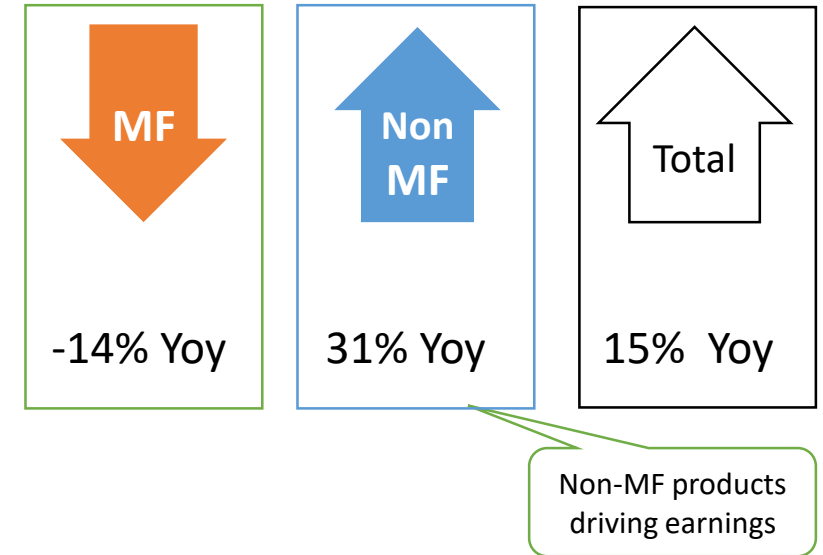 MF
-14% Yoy
Non
MF
31% Yoy
Total
15%  Yoy
Non-MF products
driving earnings